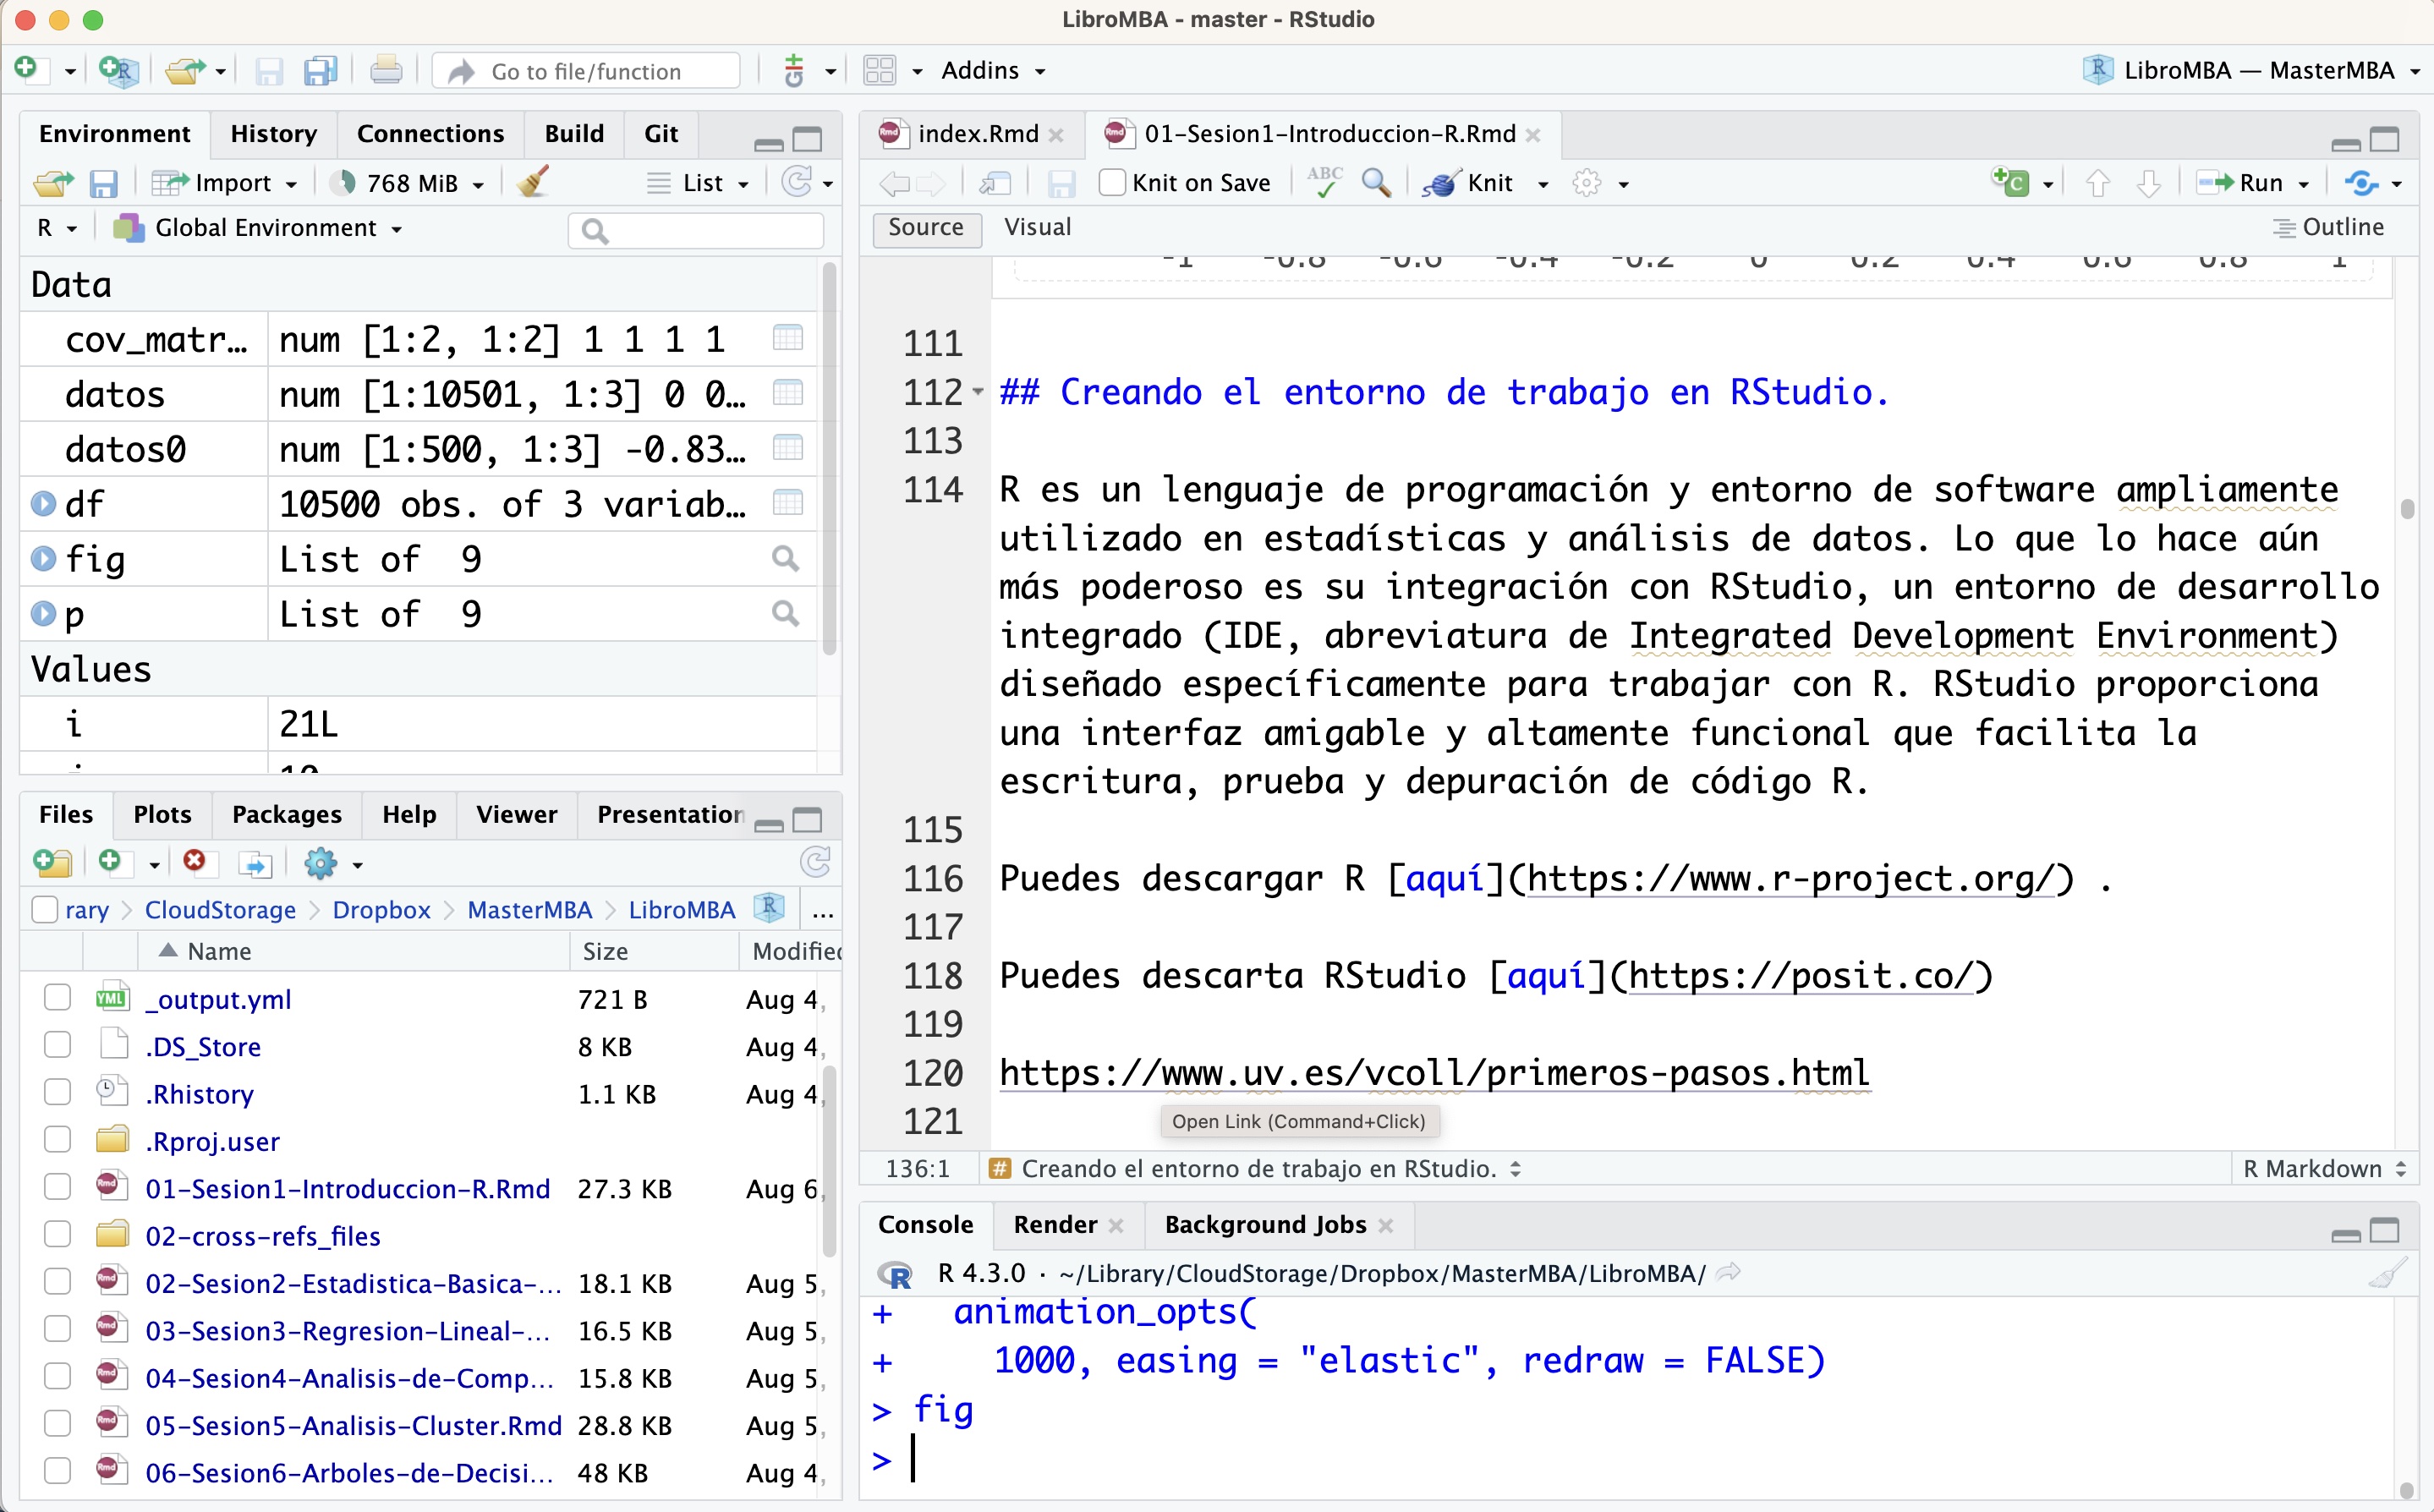 LibroMBA - master - RStudio
Go to file/function
Addins
LibroMBA — MasterMBA
Environment History Connections Build Git
Import 768 MiB List
R Global Environment
Data
cov_matr… num [1:2, 1:2] 1 1 1 1
datos num [1:10501, 1:3] 0 0…
datos0 num [1:500, 1:3] -0.83…
df 10500 obs. of 3 variab…
fig List of 9
p List of 9
Values
i 21L
Files Plots Packages Help Viewer Presentation
rary CloudStorage Dropbox MasterMBA LibroMBA ...
Name Size Modified
YML _output.yml 721 B Aug 4,
.DS_Store 8 KB Aug 4,
.Rhistory 1.1 KB Aug 4,
.Rproj.user
Rmd 01-Sesion1-Introduccion-R.Rmd 27.3 KB Aug 6,
02-cross-refs_files
Rmd 02-Sesion2-Estadistica-Basica-… 18.1 KB Aug 5,
Rmd 03-Sesion3-Regresion-Lineal-… 16.5 KB Aug 5,
Rmd 04-Sesion4-Analisis-de-Comp… 15.8 KB Aug 5,
Rmd 05-Sesion5-Analisis-Cluster.Rmd 28.8 KB Aug 5,
Rmd 06-Sesion6-Arboles-de-Decisi… 48 KB Aug 4,
Rmd index.Rmd Rmd 01-Sesion1-Introduccion-R.Rmd
Knit on Save ABC Knit Run
Source Visual Outline
-1 -0.8 -0.6 -0.4 -0.2 0 0.2 0.4 0.6 0.8 1
111
112 ## Creando el entorno de trabajo en RStudio.
113
114 R es un lenguaje de programación y entorno de software ampliamente
utilizado en estadísticas y análisis de datos. Lo que lo hace aún
más poderoso es su integración con RStudio, un entorno de desarrollo
integrado (IDE, abreviatura de Integrated Development Environment)
diseñado específicamente para trabajar con R. RStudio proporciona
una interfaz amigable y altamente funcional que facilita la
escritura, prueba y depuración de código R.
115
116 Puedes descargar R [aquí](https://www.r-project.org/) .
117
118 Puedes descarta RStudio [aquí](https://posit.co/)
119
120 https://www.uv.es/vcoll/primeros-pasos.html
121
Open Link (Command+Click)
136:1 # Creando el entorno de trabajo en RStudio. R Markdown
Console Render Background Jobs
R 4.3.0 · ~/Library/CloudStorage/Dropbox/MasterMBA/LibroMBA/
+ animation_opts(
+ 1000, easing = "elastic", redraw = FALSE)
> fig
>